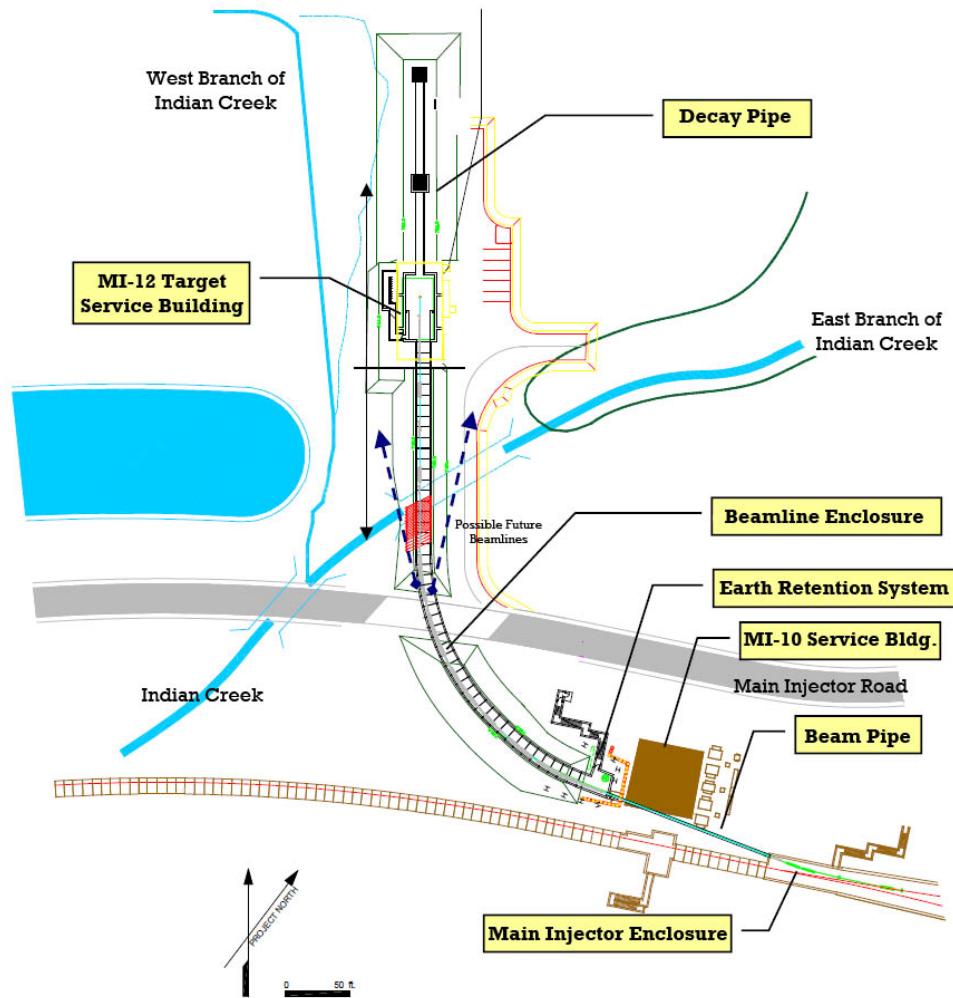 West Branch of
Indian Creek
Decay Pipe
MI-12 Target
Service Building
East Branch of
Indian Creek
Possible Future
Beamlines
Beamline Enclosure
Earth Retention System
MI-10 Service Bldg.
Main Injector Road
Indian Creek
Beam Pipe
Main Injector Enclosure
PROJECT NORTH
0 50 ft.